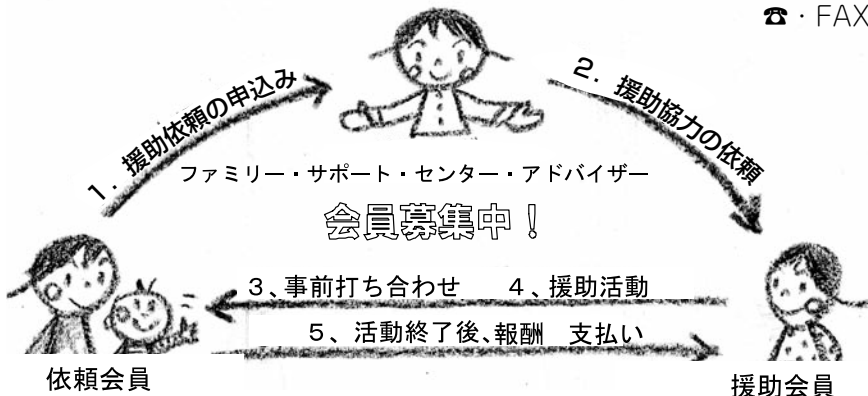 ☎・FAX
1. 援助依頼の申込み
2. 援助協力の依頼
ファミリー・サポート・センター・アドバイザー
会員募集中！
3、事前打ち合わせ　4、援助活動
5、活動終了後、報酬　支払い
依頼会員
援助会員